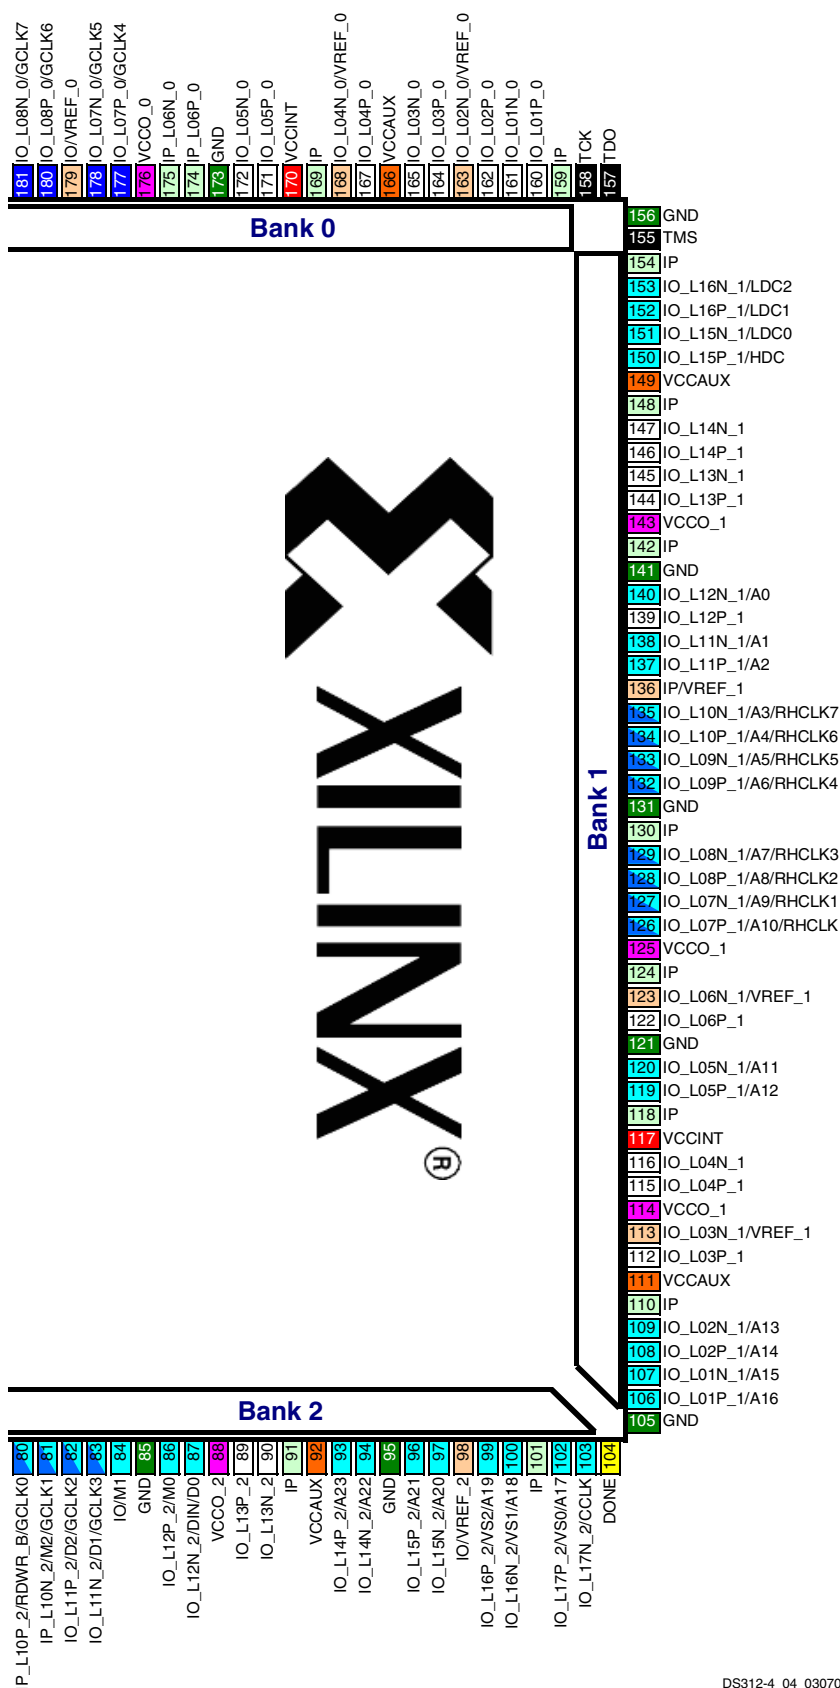 181 IO_L08N_0/GCLK7
180 IO_L08P_0/GCLK6
179 IO/VREF_0
178 IO_L07N_0/GCLK5
177 IO_L07P_0/GCLK4
176 VCCO_0
175 IP_L06N_0
174 IP_L06P_0
173 GND
172 IO_L05N_0
171 IO_L05P_0
170 VCCINT
169 IP
168 IO_L04N_0/VREF_0
167 IO_L04P_0
166 VCCAUX
165 IO_L03N_0
164 IO_L03P_0
163 IO_L02N_0/VREF_0
162 IO_L02P_0
161 IO_L01N_0
160 IO_L01P_0
159 IP
158 TCK
157 TDO
Bank 0
156 GND
155 TMS
154 IP
153 IO_L16N_1/LDC2
152 IO_L16P_1/LDC1
151 IO_L15N_1/LDC0
150 IO_L15P_1/HDC
149 VCCAUX
148 IP
147 IO_L14N_1
146 IO_L14P_1
145 IO_L13N_1
144 IO_L13P_1
143 VCCO_1
142 IP
141 GND
140 IO_L12N_1/A0
139 IO_L12P_1
138 IO_L11N_1/A1
137 IO_L11P_1/A2
136 IP/VREF_1
135 IO_L10N_1/A3/RHCLK7
134 IO_L10P_1/A4/RHCLK6
133 IO_L09N_1/A5/RHCLK5
132 IO_L09P_1/A6/RHCLK4
131 GND
130 IP
129 IO_L08N_1/A7/RHCLK3
128 IO_L08P_1/A8/RHCLK2
127 IO_L07N_1/A9/RHCLK1
126 IO_L07P_1/A10/RHCLK
125 VCCO_1
124 IP
123 IO_L06N_1/VREF_1
122 IO_L06P_1
121 GND
120 IO_L05N_1/A11
119 IO_L05P_1/A12
118 IP
117 VCCINT
116 IO_L04N_1
115 IO_L04P_1
114 VCCO_1
113 IO_L03N_1/VREF_1
112 IO_L03P_1
111 VCCAUX
110 IP
109 IO_L02N_1/A13
108 IO_L02P_1/A14
107 IO_L01N_1/A15
106 IO_L01P_1/A16
105 GND
Bank 1
XILINX
®
Bank 2
P_L10P_2/RDWR_B/GCLK0 80
IP_L10N_2/M2/GCLK1 81
IO_L11P_2/D2/GCLK2 82
IO_L11N_2/D1/GCLK3 83
IO/M1 84
GND 85
IO_L12P_2/M0 86
IO_L12N_2/DIN/D0 87
VCCO_2 88
IO_L13P_2 89
IO_L13N_2 90
IP 91
VCCAUX 92
IO_L14P_2/A23 93
IO_L14N_2/A22 94
GND 95
IO_L15P_2/A21 96
IO_L15N_2/A20 97
IO/VREF_2 98
IO_L16P_2/VS2/A19 99
IO_L16N_2/VS1/A18 100
IP 101
IO_L17P_2/VS0/A17 102
IO_L17N_2/CCLK 103
DONE 104
DS312-4_04_03070